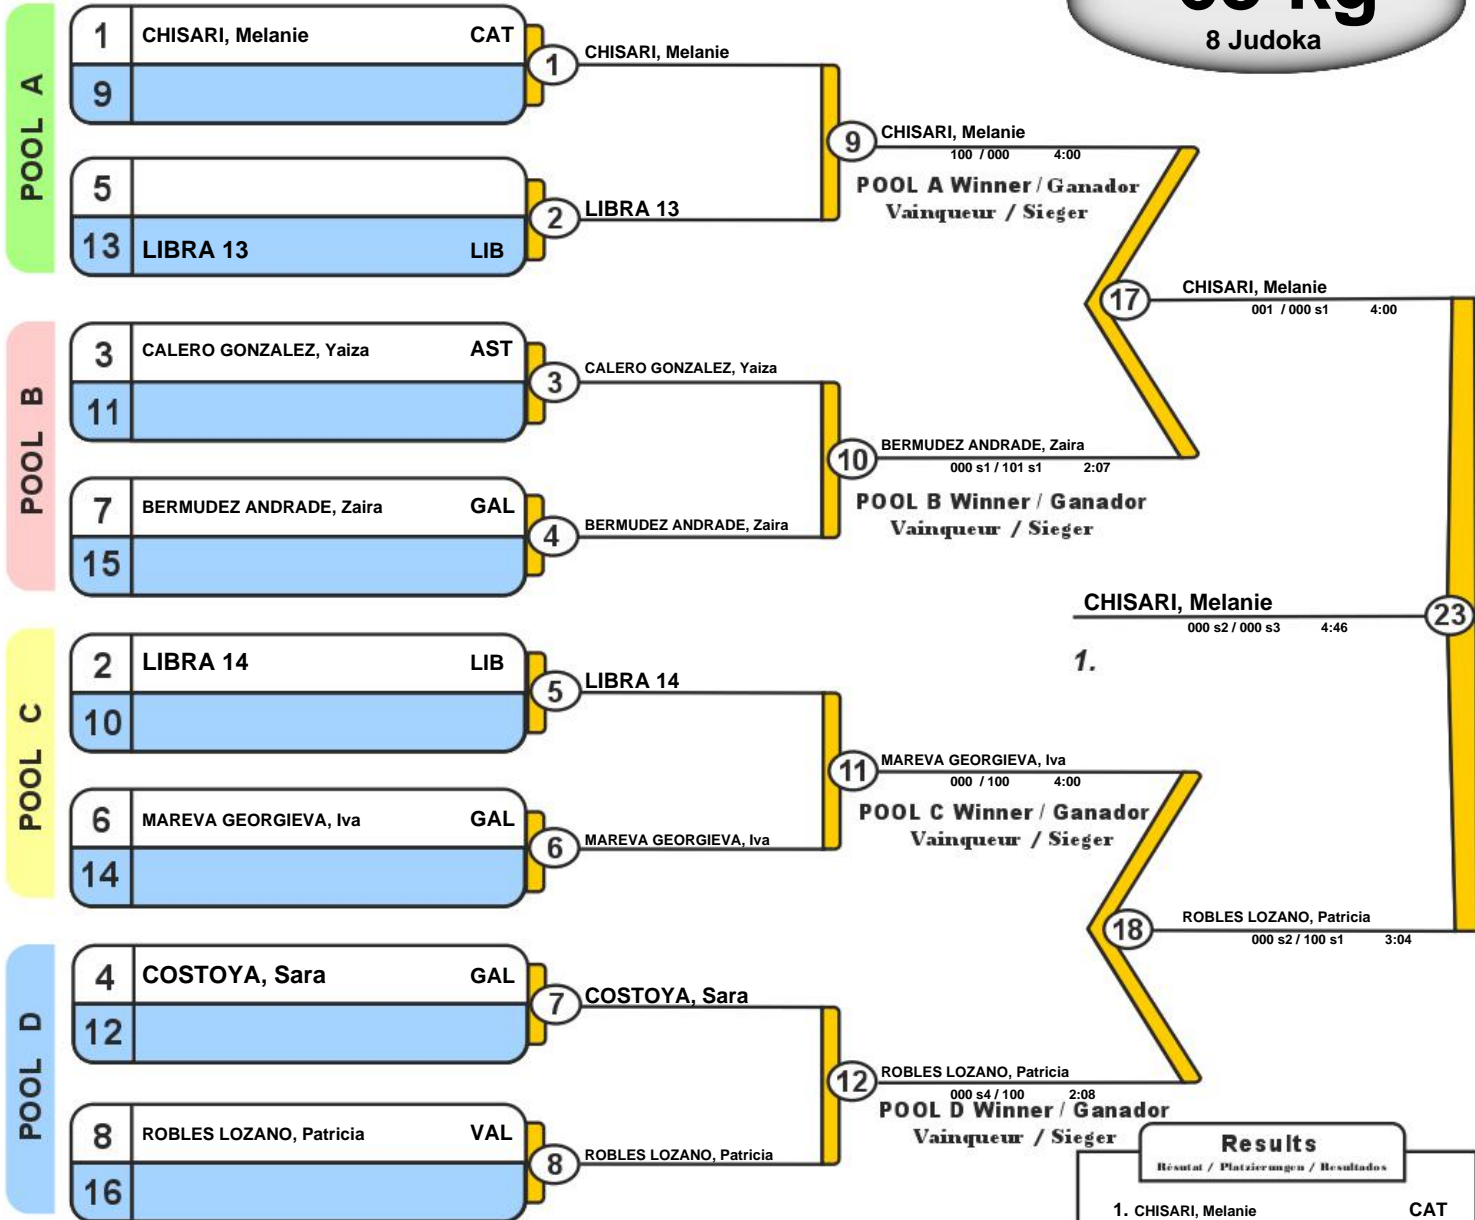 8 Judoka
POOL A
1 CHISARI, Melanie CAT
9
5
13 LIBRA 13 LIB
1 CHISARI, Melanie
2 LIBRA 13
9 CHISARI, Melanie
100 / 000 4:00
POOL A Winner / Ganador
Vainqueur / Sieger
POOL B
3 CALERO GONZALEZ, Yaiza AST
11
7 BERMUDEZ ANDRADE, Zaira GAL
15
3 CALERO GONZALEZ, Yaiza
4 BERMUDEZ ANDRADE, Zaira
10 BERMUDEZ ANDRADE, Zaira
000 s1 / 101 s1 2:07
POOL B Winner / Ganador
Vainqueur / Sieger
17 CHISARI, Melanie
001 / 000 s1 4:00
CHISARI, Melanie 23
000 s2 / 000 s3 4:46
1.
POOL C
2 LIBRA 14 LIB
10
6 MAREVA GEORGIEVA, Iva GAL
14
5 LIBRA 14
6 MAREVA GEORGIEVA, Iva
11 MAREVA GEORGIEVA, Iva
000 / 100 4:00
POOL C Winner / Ganador
Vainqueur / Sieger
POOL D
4 COSTOYA, Sara GAL
12
8 ROBLES LOZANO, Patricia VAL
16
7 COSTOYA, Sara
8 ROBLES LOZANO, Patricia
12 ROBLES LOZANO, Patricia
000 s4 / 100 2:08
POOL D Winner / Ganador
Vainqueur / Sieger
18 ROBLES LOZANO, Patricia
000 s2 / 100 s1 3:04
Results
Résutat / Platzierungen / Resultados
1. CHISARI, Melanie CAT